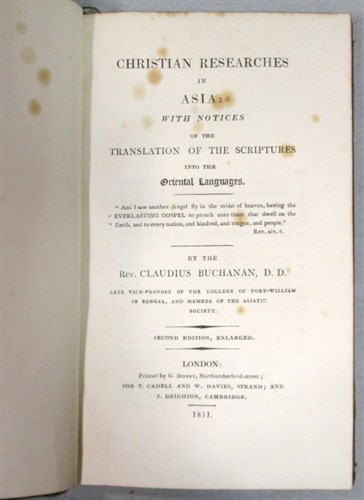 CHRISTIAN RESEARCHES
IN
ASIA:
WITH NOTICES
OF THE
TRANSLATION OF THE SCRIPTURES
INTO THE
Oriental Languages.
" And I saw another Angel fly in the midst of heaven, having the
" EVERLASTING GOSPEL to preach unto them that dwell on the
" Earth, and to every nation, and kindred, and tongue, and people."
Rev. xiv. 6.
BY THE
REV. CLAUDIUS BUCHANAN, D. D.
LATE VICE-PROVOST OF THE COLLEGE OF FORT-WILLIAM
IN BENGAL, AND MEMBER OF THE ASIATIC
SOCIETY.
SECOND EDITION, ENLARGED.
LONDON:
Printed by G. SIDNEY, Northumberland-street;
FOR T. CADELL AND W. DAVIES, STRAND; AND
J. DEIGHTON, CAMBRIDGE.
1811.